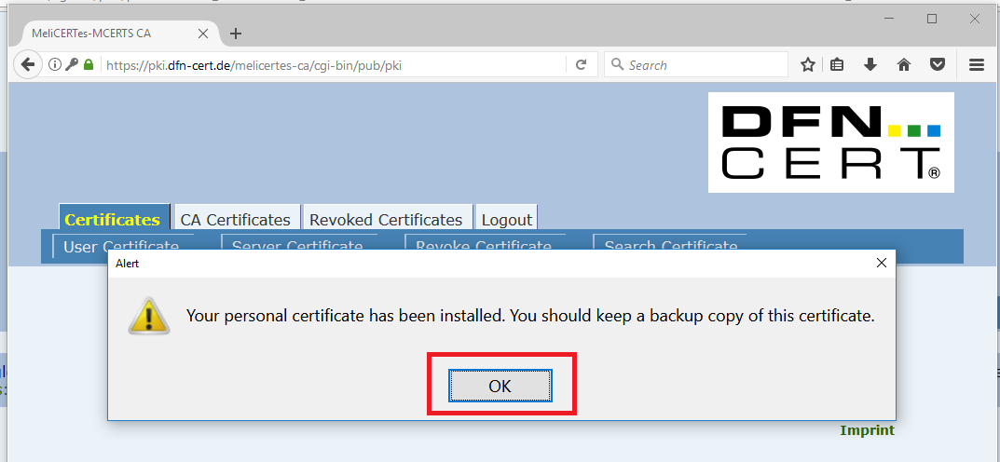 MeliCERTes-MCERTS CA
https://pki.dfn-cert.de/melicertes-ca/cgi-bin/pub/pki
Search
DFN
CERT®
Certificates
CA Certificates
Revoked Certificates
Logout
User Certificate
Server Certificate
Revoke Certificate
Search Certificate
Alert
Your personal certificate has been installed. You should keep a backup copy of this certificate.
OK
Imprint